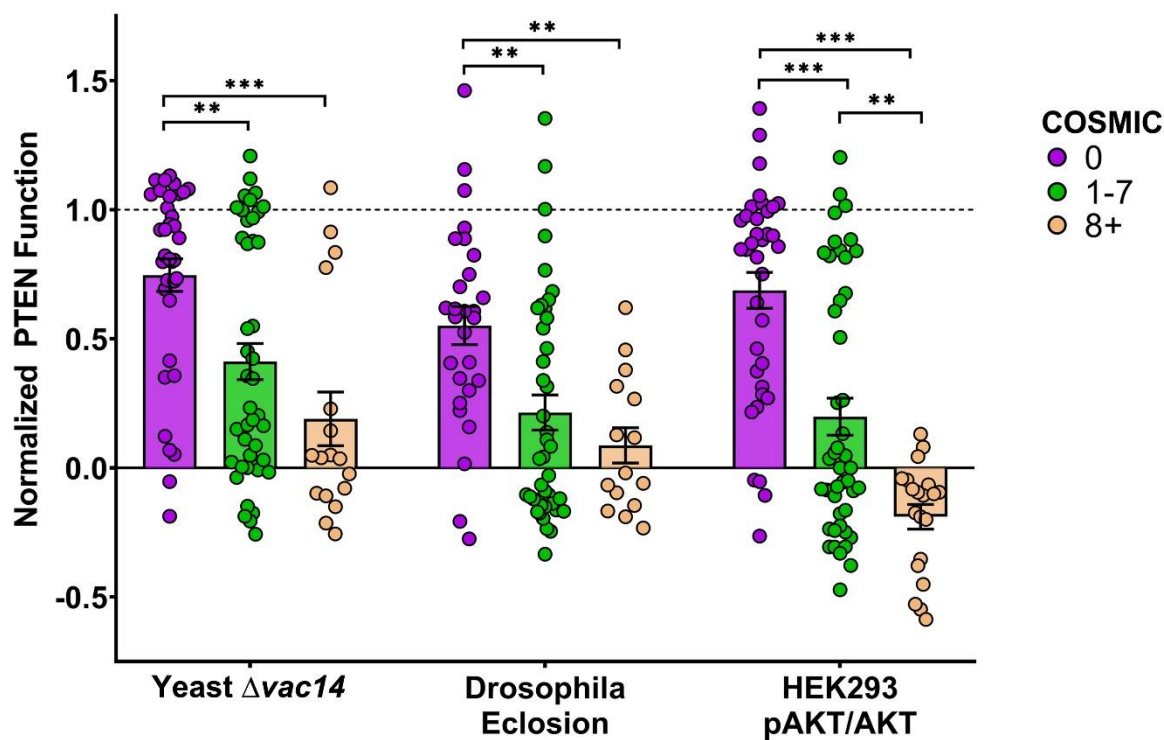 Normalized PTEN Function
1.5
1.0
0.5
0.0
-0.5
***
**
**
**
***
***
**
COSMIC
0
1-7
8+
Yeast Δvac14
Drosophila
Eclosion
HEK293
pAKT/AKT